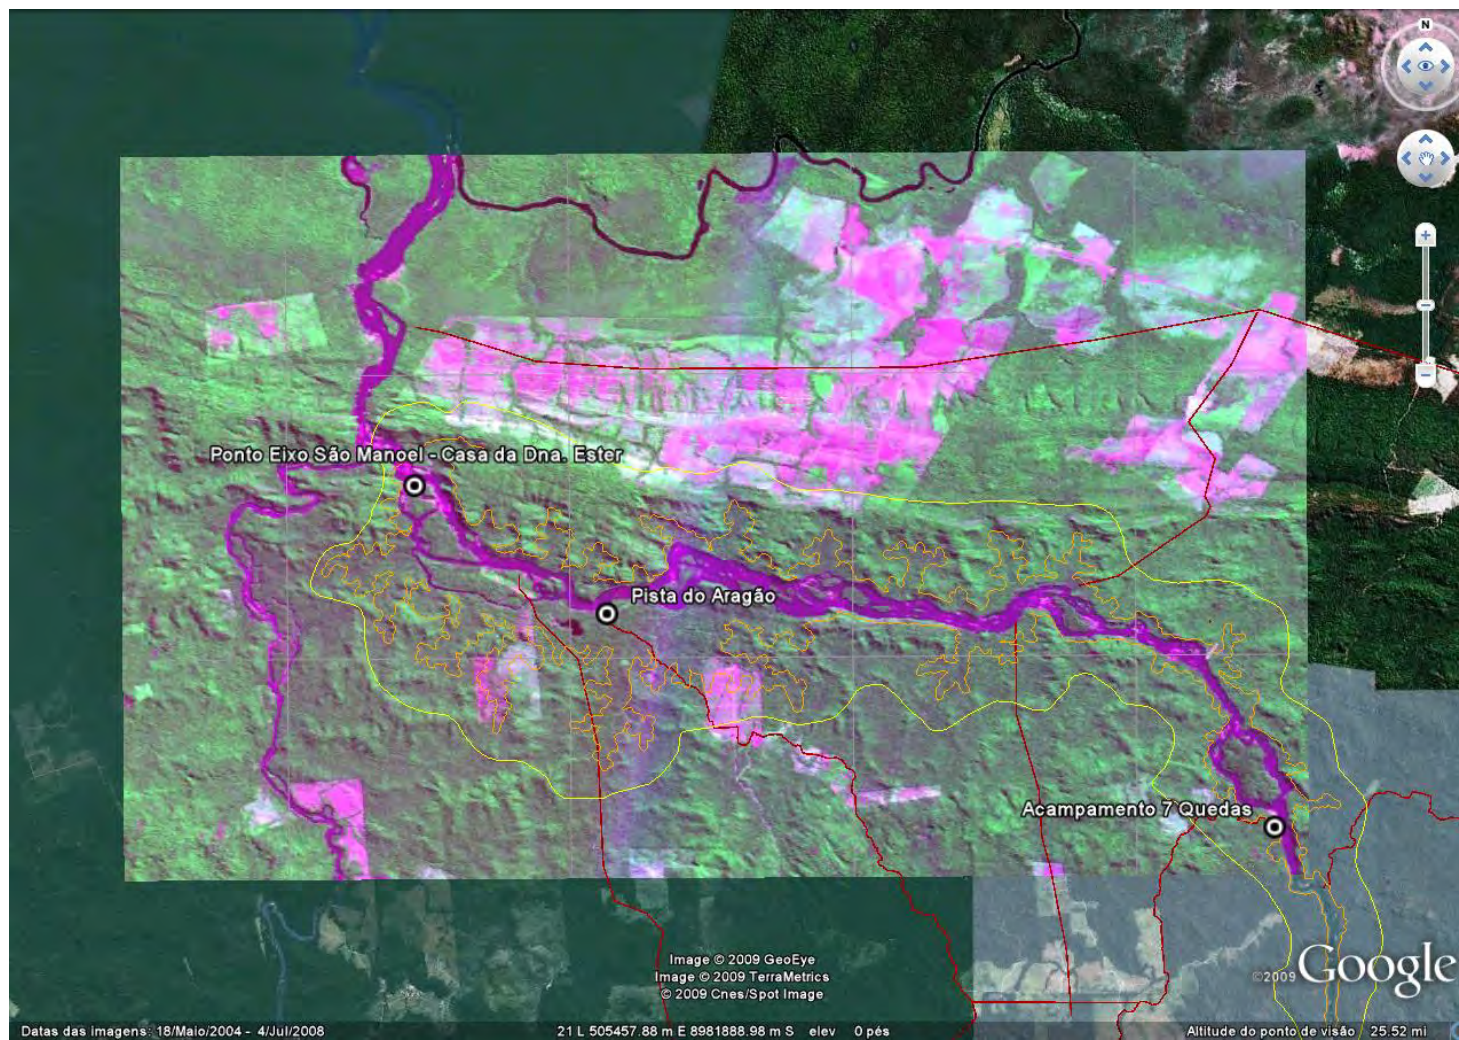 N
Ponto Eixo São Manoel - Casa da Dna. Ester
Pista do Aragão
Acampamento 7 Quedas
Image © 2009 GeoEye
Image © 2009 TerraMetrics
© 2009 Cnes/Spot Image
©2009 Google
Datas das imagens: 18/Maio/2004 - 4/Jul/2008
21 L 505457.88 m E 8981888.98 m S elev 0 pés
Altitude do ponto de visão 25.52 mi